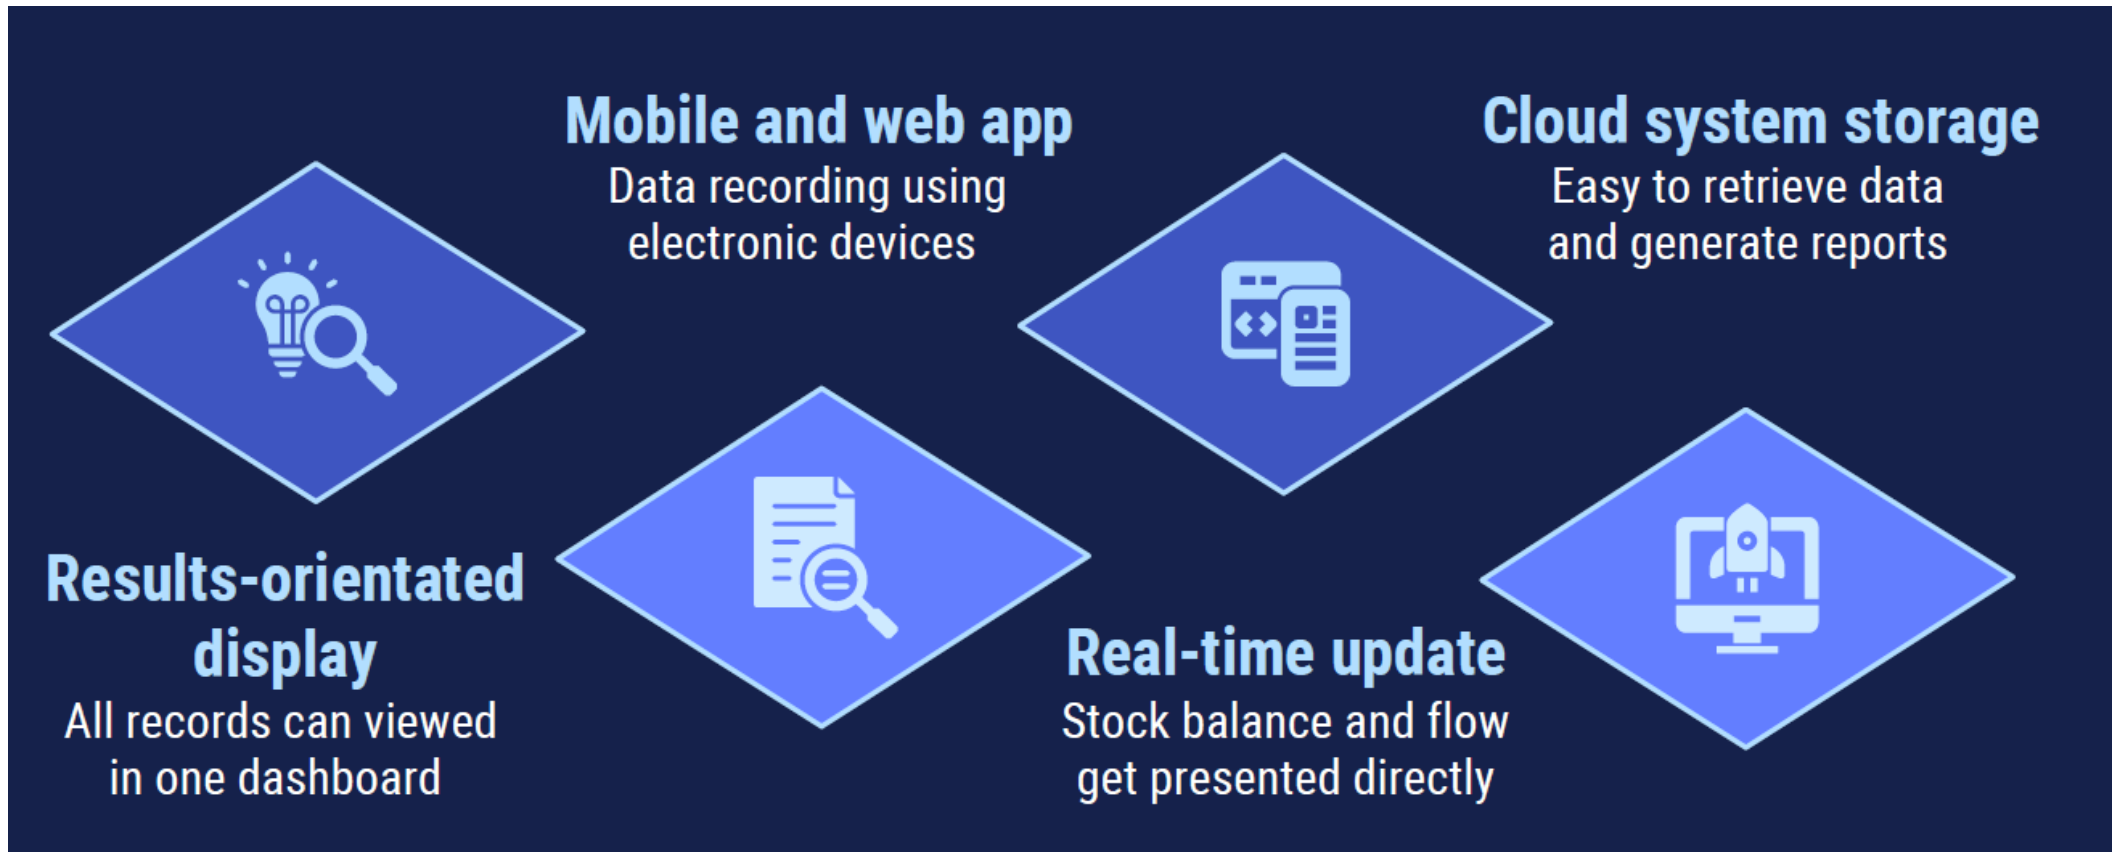 Mobile and web app
Data recording using
electronic devices
Cloud system storage
Easy to retrieve data
and generate reports
Results-orientated
display
All records can viewed
in one dashboard
Real-time update
Stock balance and flow
get presented directly